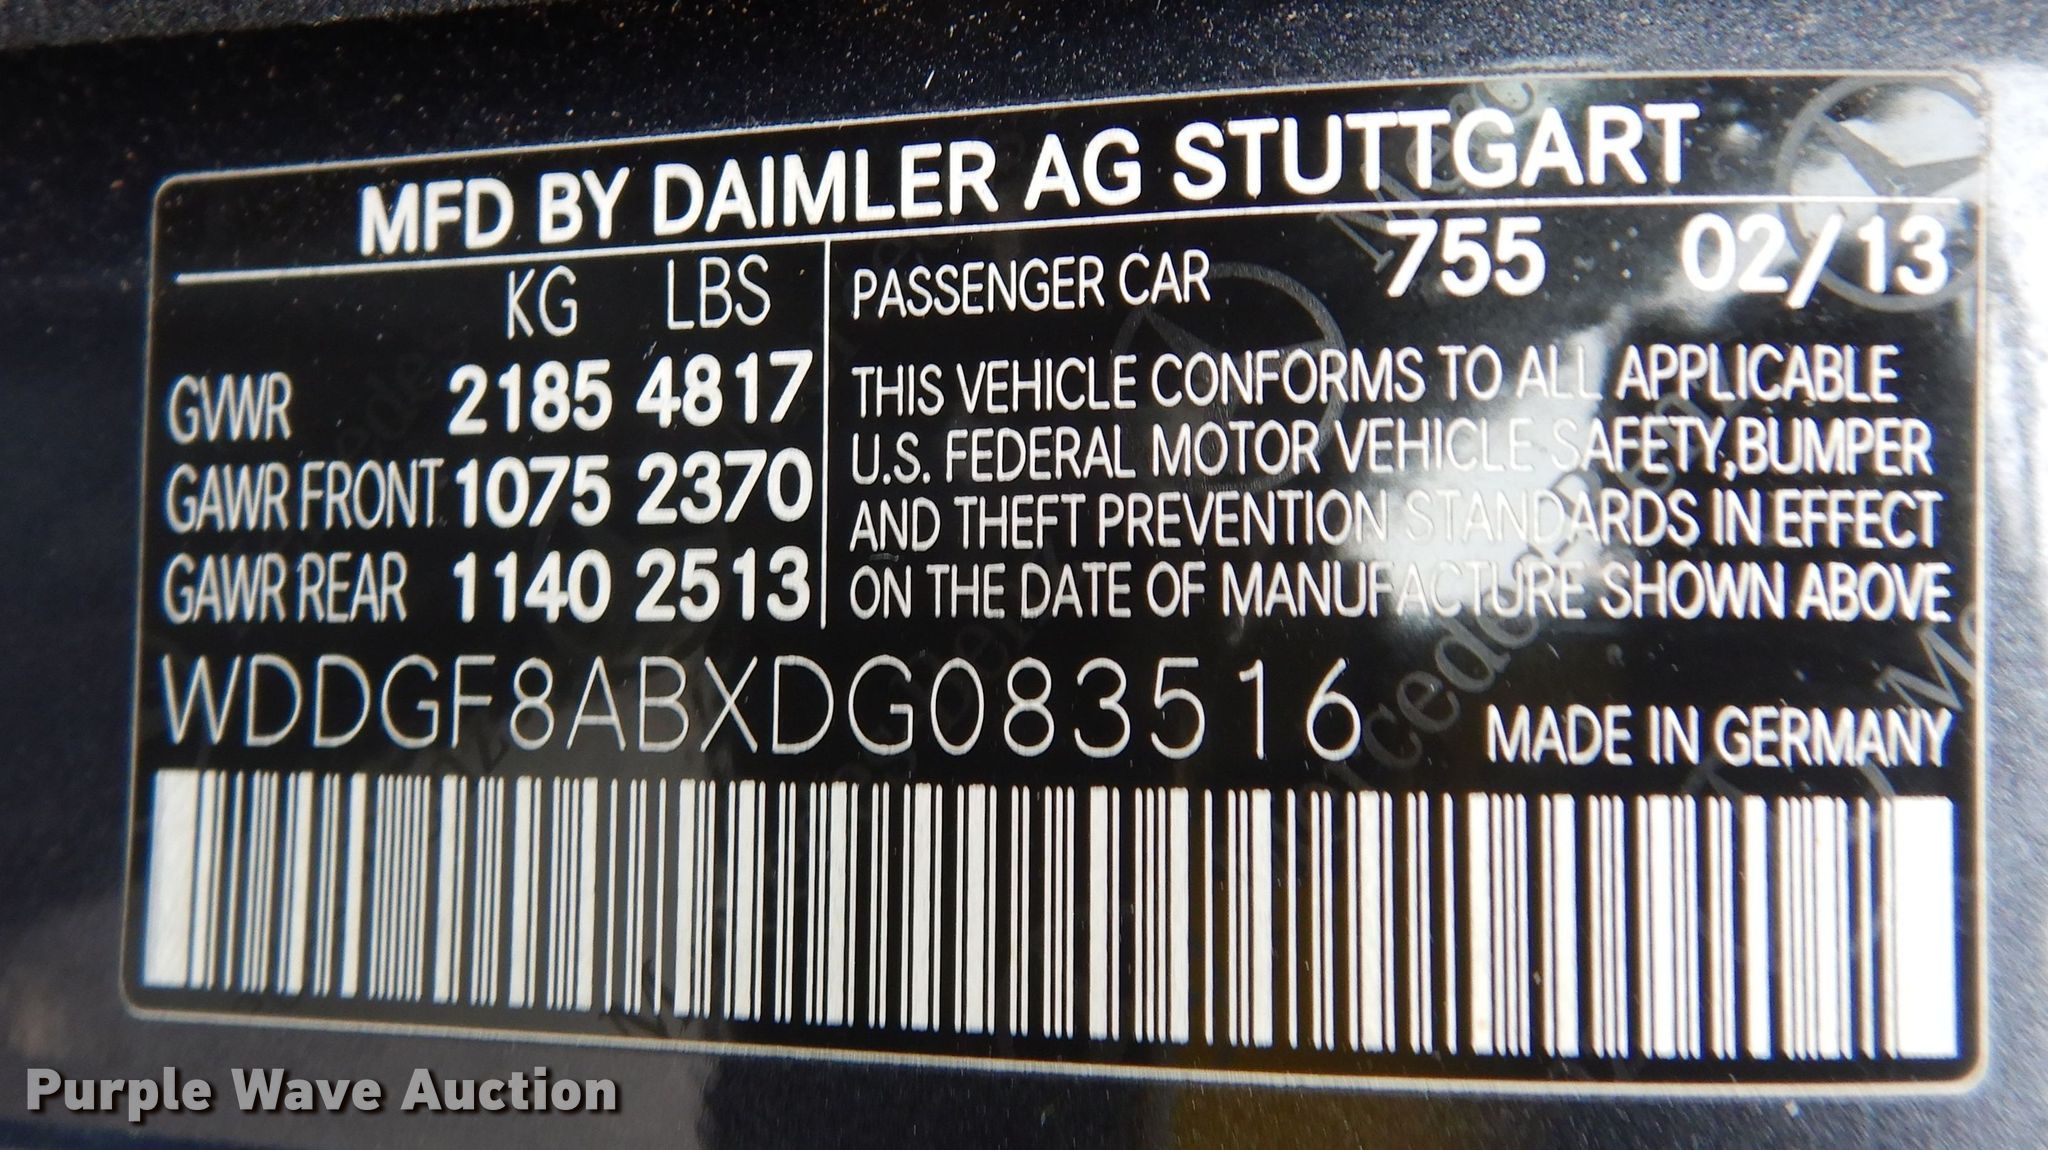 MFD BY DAIMLER AG STUTTGART
KG LBS
GVWR 2185 4817
GAWR FRONT 1075 2370
GAWR REAR 1140 2513
PASSENGER CAR 755 02/13
THIS VEHICLE CONFORMS TO ALL APPLICABLE
U.S. FEDERAL MOTOR VEHICLE SAFETY,BUMPER
AND THEFT PREVENTION STANDARDS IN EFFECT
ON THE DATE OF MANUFACTURE SHOWN ABOVE
WDDGF8ABXDG083516
MADE IN GERMANY
Purple Wave Auction